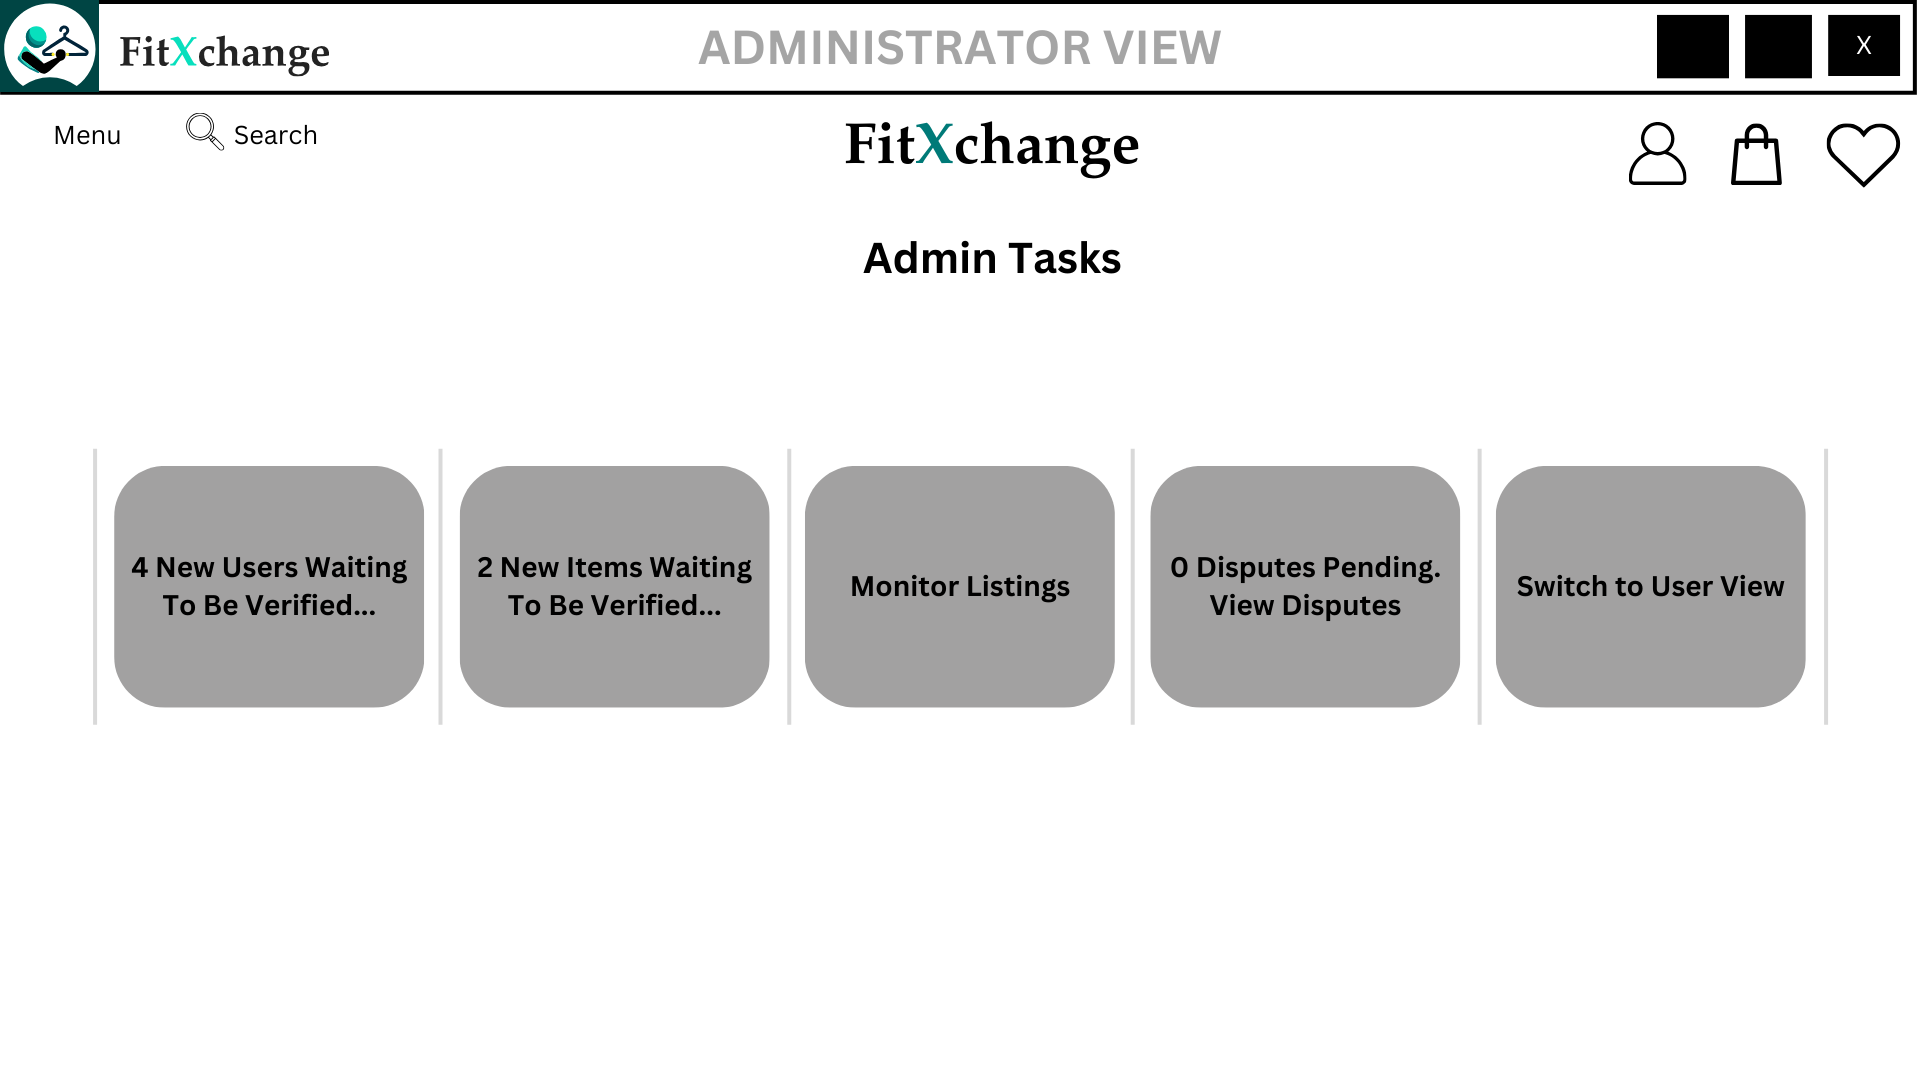 FitXchange
ADMINISTRATOR VIEW
X
Menu
Search
FitXchange
Admin Tasks
4 New Users Waiting
To Be Verified...
2 New Items Waiting
To Be Verified...
Monitor Listings
0 Disputes Pending.
View Disputes
Switch to User View